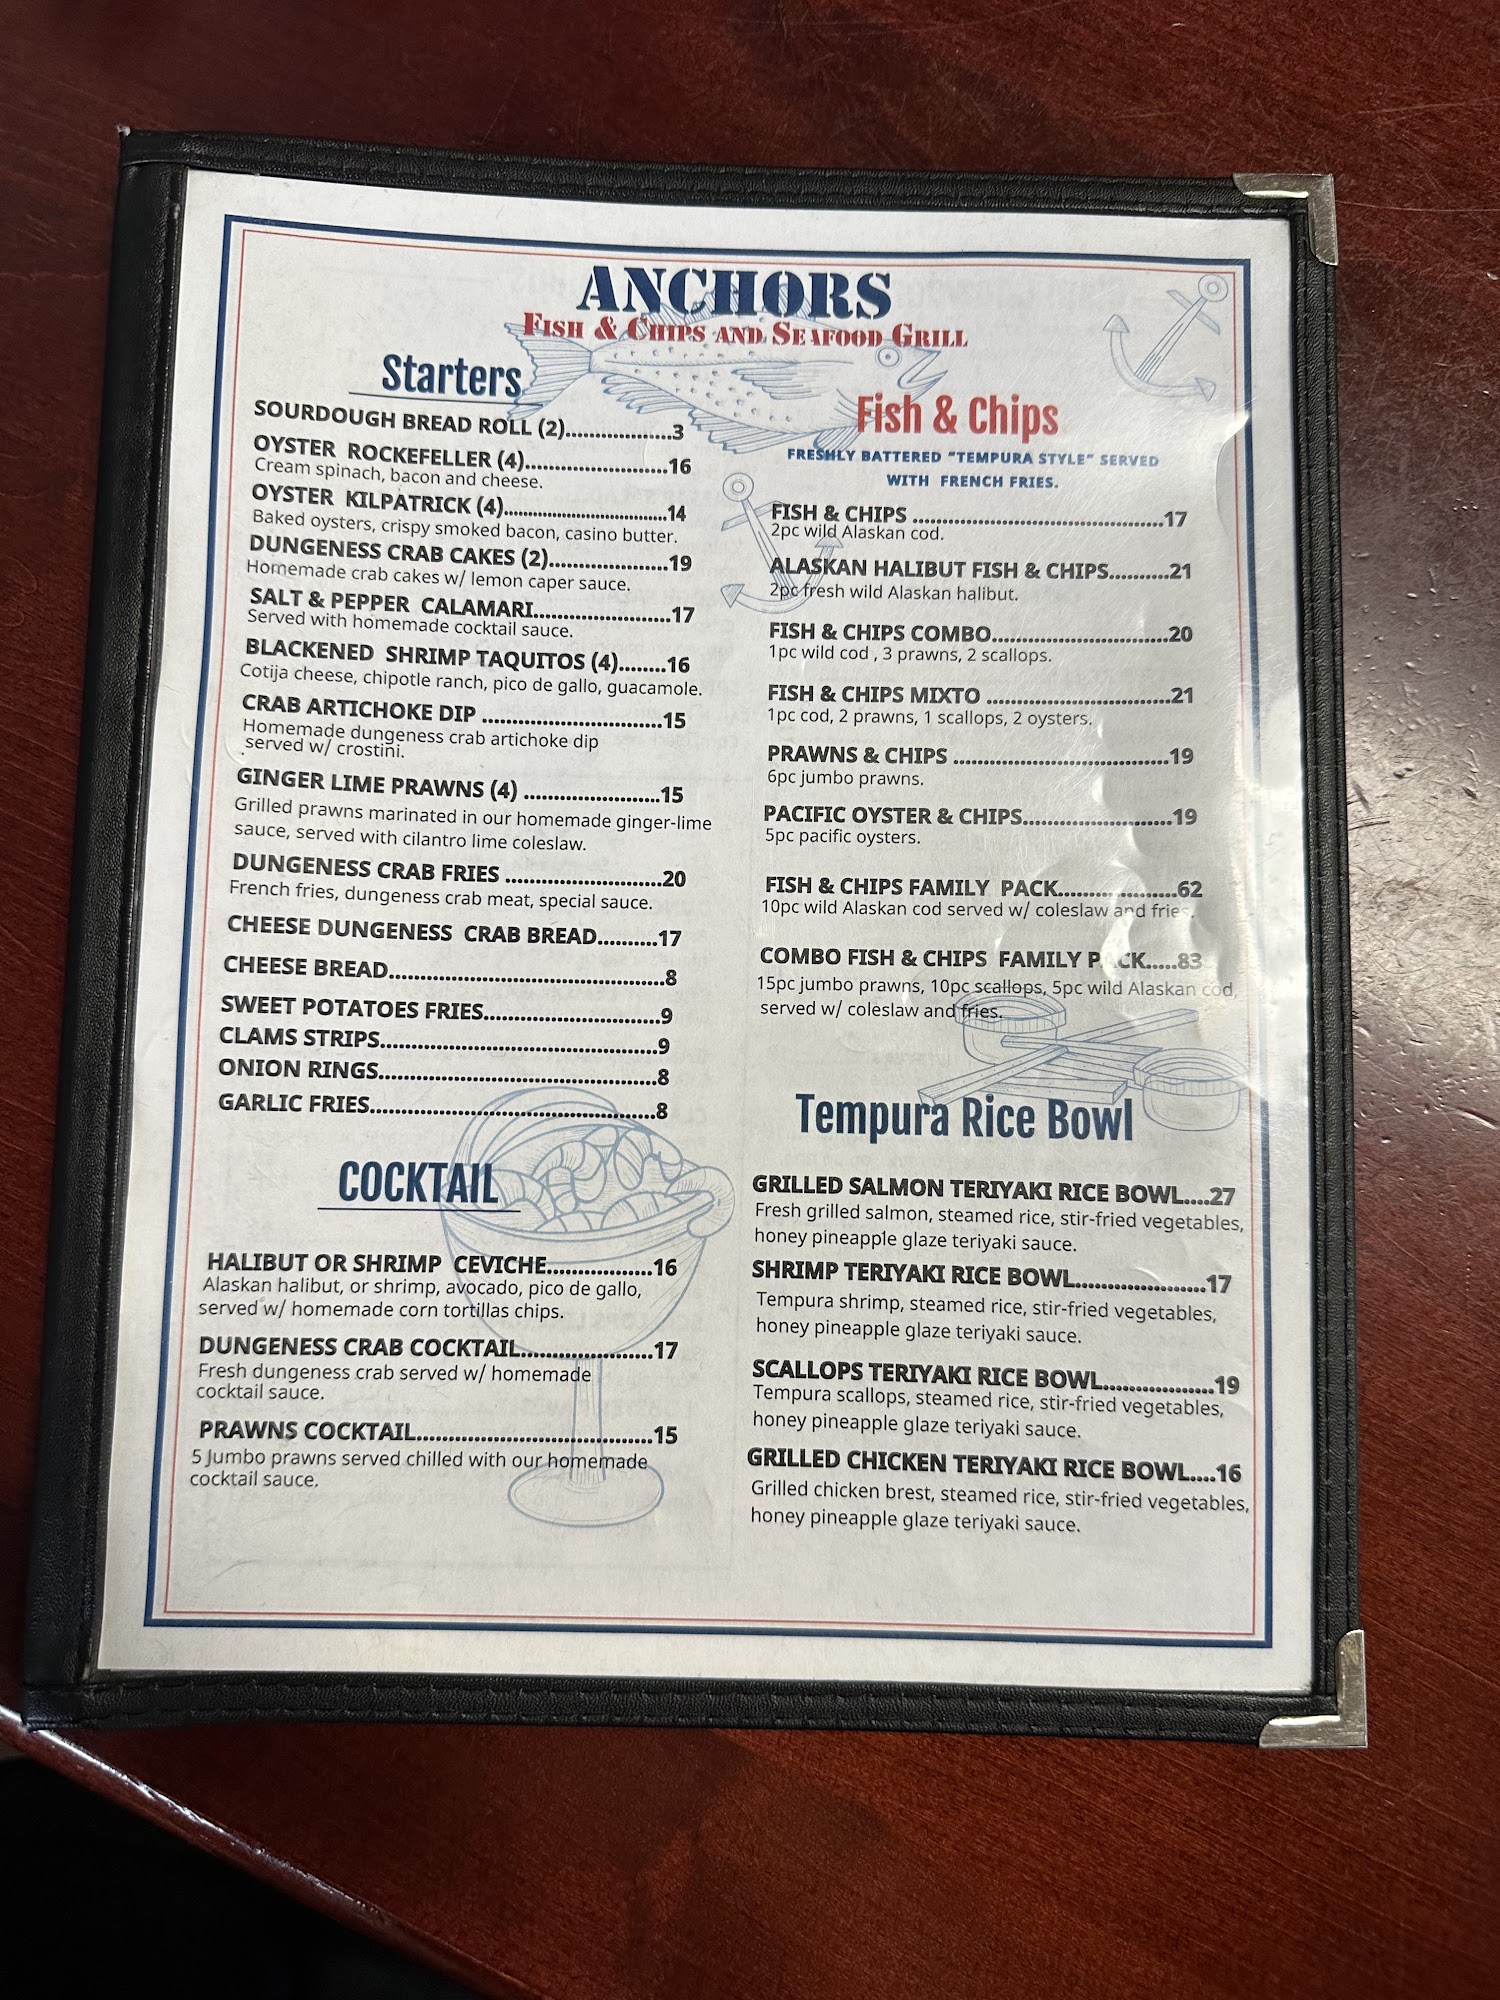 ANCHORS
FISH & CHIPS AND SEAFOOD GRILL
Starters
SOURDOUGH BREAD ROLL (2)...................3
OYSTER ROCKEFELLER (4).........................16
Cream spinach, bacon and cheese.
OYSTER KILPATRICK (4).................................14
Baked oysters, crispy smoked bacon, casino butter.
DUNGENESS CRAB CAKES (2).....................19
Homemade crab cakes w/ lemon caper sauce.
SALT & PEPPER CALAMARI........................17
Served with homemade cocktail sauce.
BLACKENED SHRIMP TAQUITOS (4)........16
Cotija cheese, chipotle ranch, pico de gallo, guacamole.
CRAB ARTICHOKE DIP ...............................15
Homemade dungeness crab artichoke dip
served w/ crostini.
GINGER LIME PRAWNS (4) ........................15
Grilled prawns marinated in our homemade ginger-lime
sauce, served with cilantro lime coleslaw.
DUNGENESS CRAB FRIES ...........................20
French fries, dungeness crab meat, special sauce.
CHEESE DUNGENESS CRAB BREAD..........17
CHEESE BREAD...............................................8
SWEET POTATOES FRIES..............................9
CLAMS STRIPS...............................................9
ONION RINGS...............................................8
GARLIC FRIES.................................................8
COCKTAIL
HALIBUT OR SHRIMP CEVICHE..................16
Alaskan halibut, or shrimp, avocado, pico de gallo,
served w/ homemade corn tortillas chips.
DUNGENESS CRAB COCKTAIL......................17
Fresh dungeness crab served w/ homemade
cocktail sauce.
PRAWNS COCKTAIL........................................15
5 Jumbo prawns served chilled with our homemade
cocktail sauce.
Fish & Chips
FRESHLY BATTERED "TEMPURA STYLE" SERVED
WITH FRENCH FRIES.
FISH & CHIPS ..........................................17
2pc wild Alaskan cod.
ALASKAN HALIBUT FISH & CHIPS..........21
2pc fresh wild Alaskan halibut.
FISH & CHIPS COMBO..............................20
1pc wild cod , 3 prawns, 2 scallops.
FISH & CHIPS MIXTO ...............................21
1pc cod, 2 prawns, 1 scallops, 2 oysters.
PRAWNS & CHIPS .....................................19
6pc jumbo prawns.
PACIFIC OYSTER & CHIPS.........................19
5pc pacific oysters.
FISH & CHIPS FAMILY PACK....................62
10pc wild Alaskan cod served w/ coleslaw and fries.
COMBO FISH & CHIPS FAMILY PACK.....83
15pc jumbo prawns, 10pc scallops, 5pc wild Alaskan cod,
served w/ coleslaw and fries.
Tempura Rice Bowl
GRILLED SALMON TERIYAKI RICE BOWL....27
Fresh grilled salmon, steamed rice, stir-fried vegetables,
honey pineapple glaze teriyaki sauce.
SHRIMP TERIYAKI RICE BOWL......................17
Tempura shrimp, steamed rice, stir-fried vegetables,
honey pineapple glaze teriyaki sauce.
SCALLOPS TERIYAKI RICE BOWL...................19
Tempura scallops, steamed rice, stir-fried vegetables,
honey pineapple glaze teriyaki sauce.
GRILLED CHICKEN TERIYAKI RICE BOWL....16
Grilled chicken brest, steamed rice, stir-fried vegetables,
honey pineapple glaze teriyaki sauce.